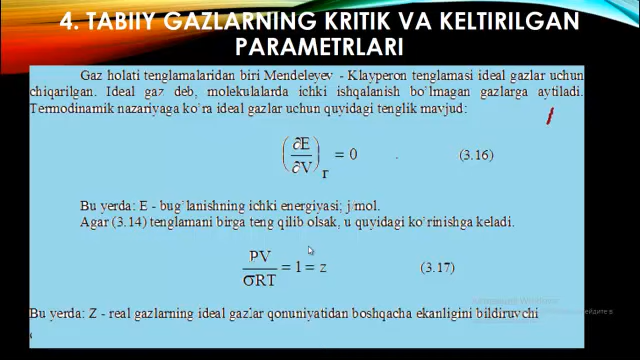 4. TABIIY GAZLARNING KRITIK VA KELTIRILGAN
PARAMETRLARI
Gaz holati tenglamalaridan biri Mendeleyev - Klayperon tenglamasi ideal gazlar uchun
chiqarilgan. Ideal gaz deb, molekulalarda ichki ishqalanish bo'lmagan gazlarga aytiladi.
Termodinamik nazariyaga ko'ra ideal gazlar uchun quyidagi tenglik mavjud:
(∂E/∂V)T = 0 (3.16)
Bu yerda: E - bug'lanishning ichki energiyasi; j/mol.
Agar (3.14) tenglamani birga teng qilib olsak, u quyidagi ko'rinishga keladi.
PV/σRT = 1 = z (3.17)
Bu yerda: Z - real gazlarning ideal gazlar qonuniyatidan boshqacha ekanligini bildiruvchi